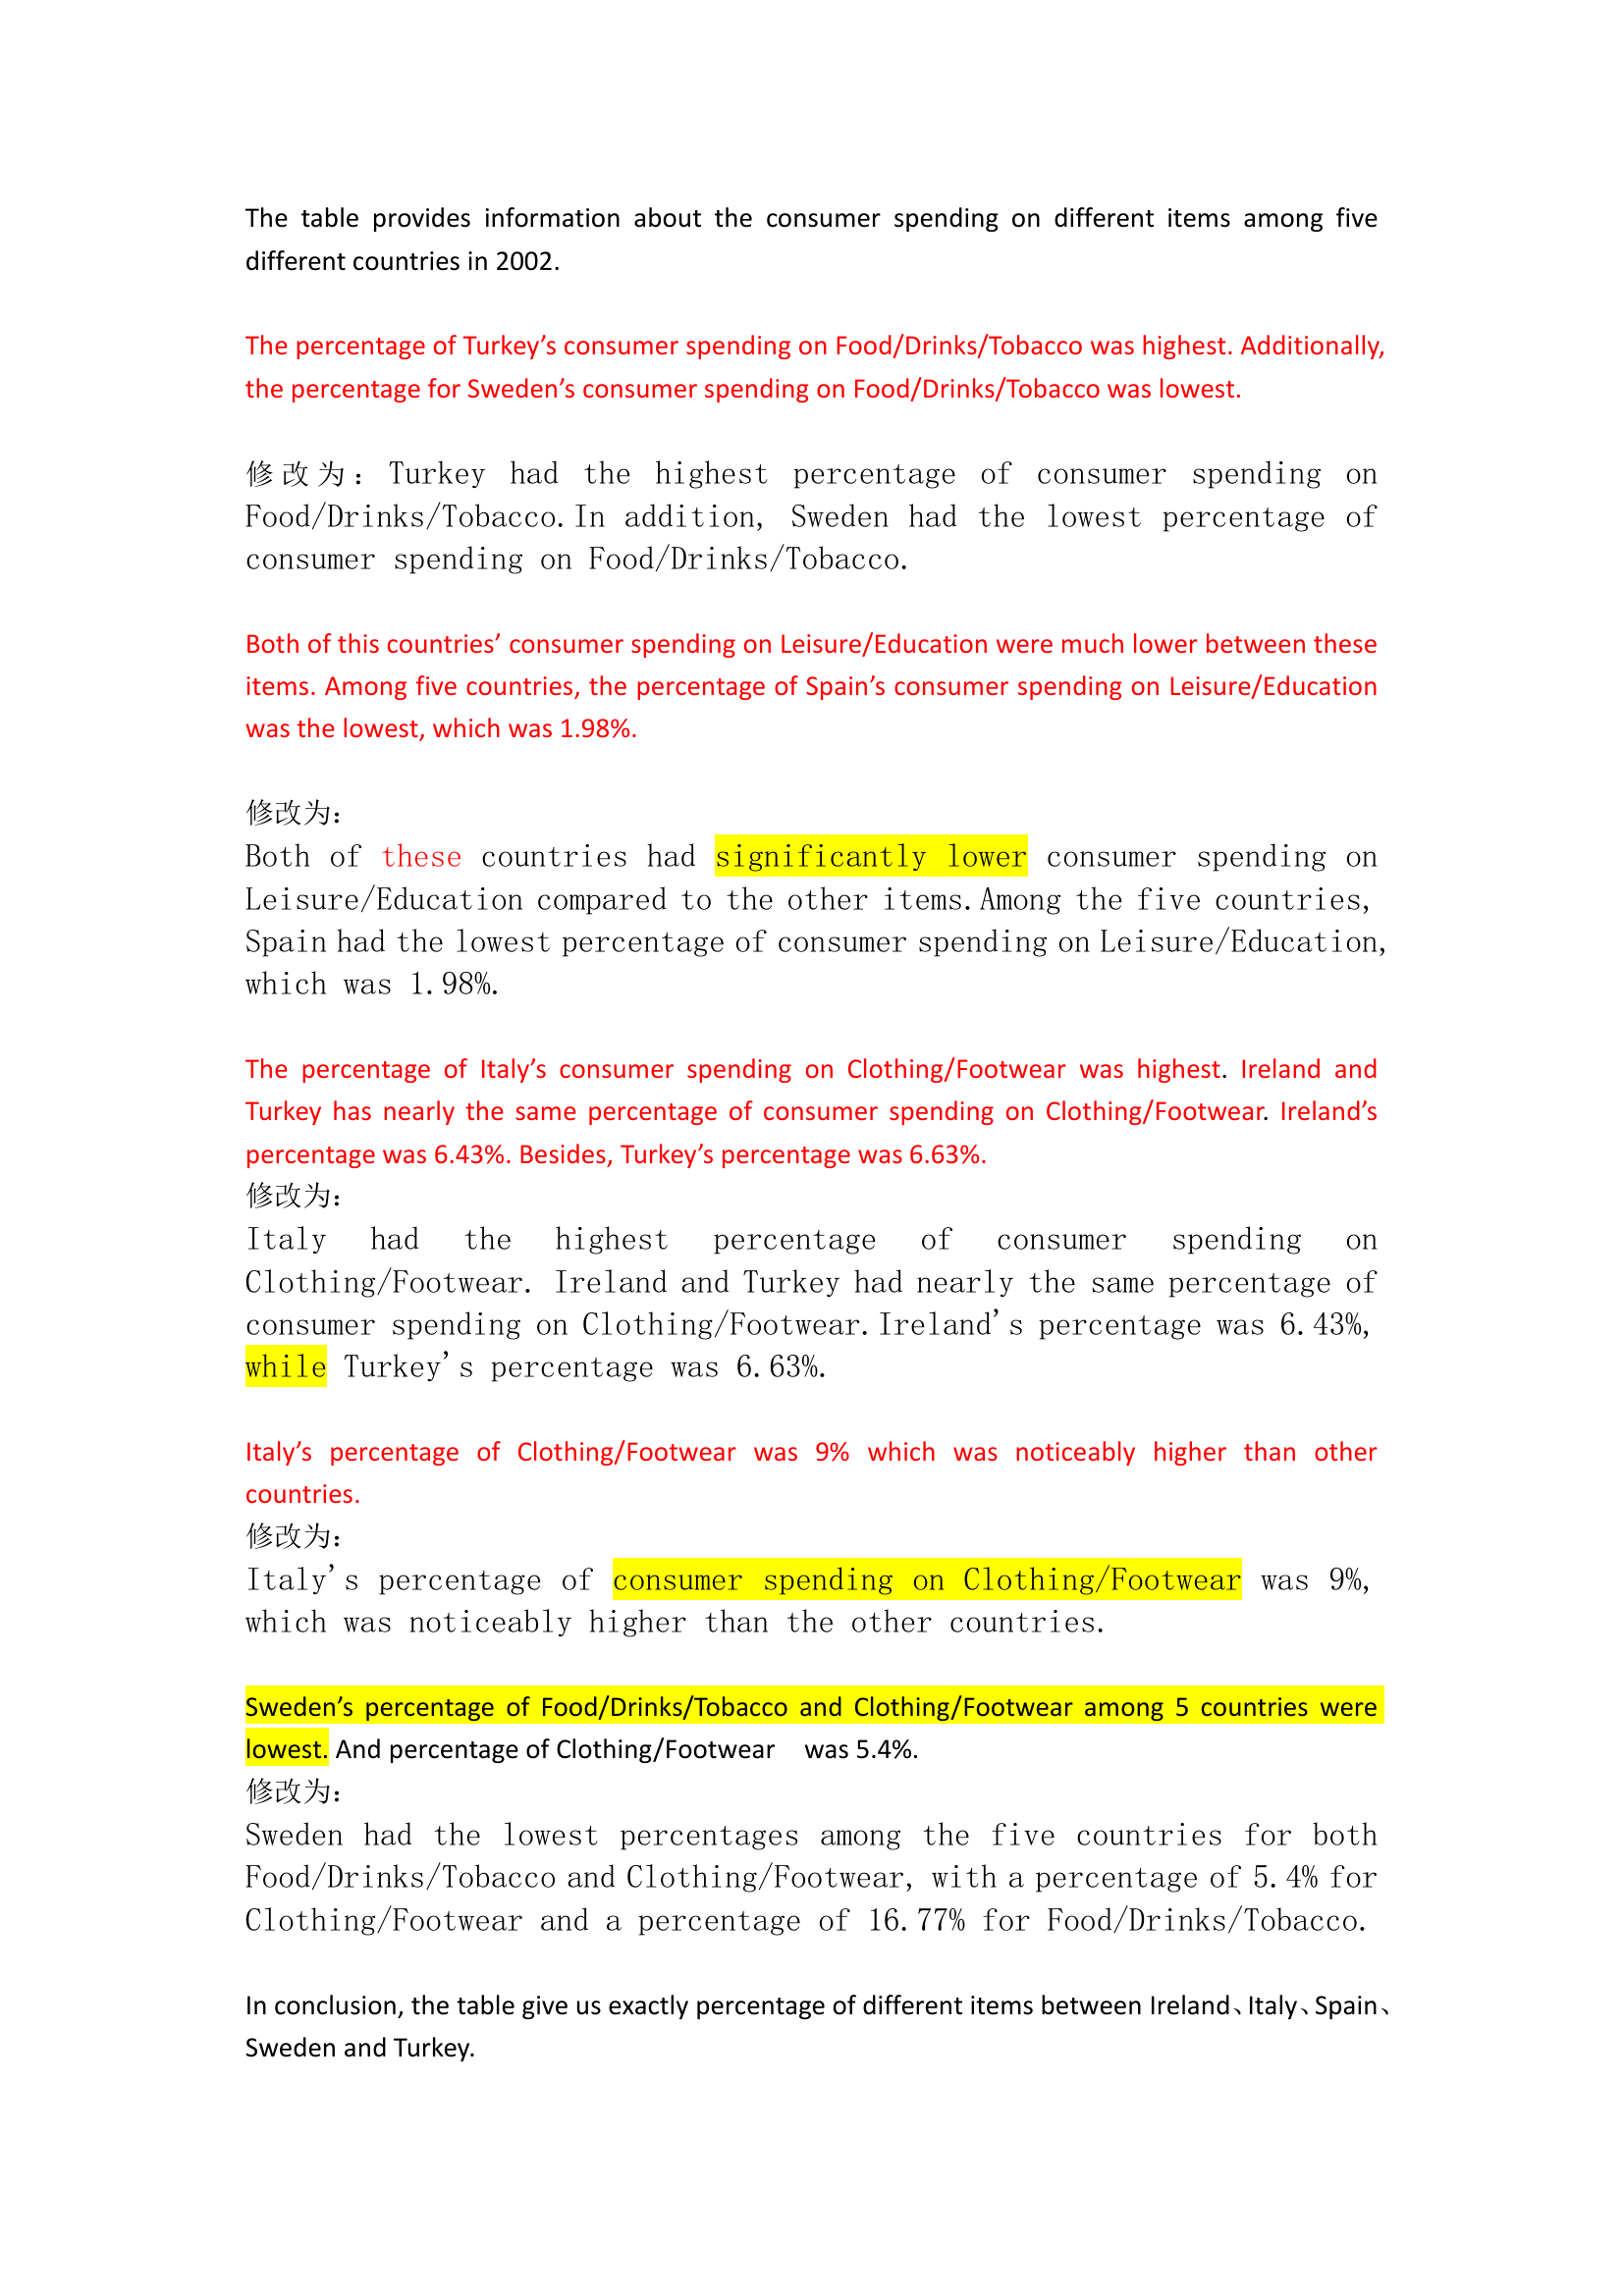 The table provides information about the consumer spending on different items among five
different countries in 2002.
The percentage of Turkey’s consumer spending on Food/Drinks/Tobacco was highest. Additionally,
the percentage for Sweden’s consumer spending on Food/Drinks/Tobacco was lowest.
修改为：Turkey had the highest percentage of consumer spending on
Food/Drinks/Tobacco.In addition, Sweden had the lowest percentage of
consumer spending on Food/Drinks/Tobacco.
Both of this countries’ consumer spending on Leisure/Education were much lower between these
items. Among five countries, the percentage of Spain’s consumer spending on Leisure/Education
was the lowest, which was 1.98%.
修改为：
Both of these countries had significantly lower consumer spending on
Leisure/Education compared to the other items.Among the five countries,
Spain had the lowest percentage of consumer spending on Leisure/Education,
which was 1.98%.
The percentage of Italy’s consumer spending on Clothing/Footwear was highest. Ireland and
Turkey has nearly the same percentage of consumer spending on Clothing/Footwear. Ireland’s
percentage was 6.43%. Besides, Turkey’s percentage was 6.63%.
修改为：
Italy had the highest percentage of consumer spending on
Clothing/Footwear. Ireland and Turkey had nearly the same percentage of
consumer spending on Clothing/Footwear.Ireland's percentage was 6.43%,
while Turkey's percentage was 6.63%.
Italy’s percentage of Clothing/Footwear was 9% which was noticeably higher than other
countries.
修改为：
Italy's percentage of consumer spending on Clothing/Footwear was 9%,
which was noticeably higher than the other countries.
Sweden’s percentage of Food/Drinks/Tobacco and Clothing/Footwear among 5 countries were
lowest. And percentage of Clothing/Footwear was 5.4%.
修改为：
Sweden had the lowest percentages among the five countries for both
Food/Drinks/Tobacco and Clothing/Footwear, with a percentage of 5.4% for
Clothing/Footwear and a percentage of 16.77% for Food/Drinks/Tobacco.
In conclusion, the table give us exactly percentage of different items between Ireland、Italy、Spain、
Sweden and Turkey.